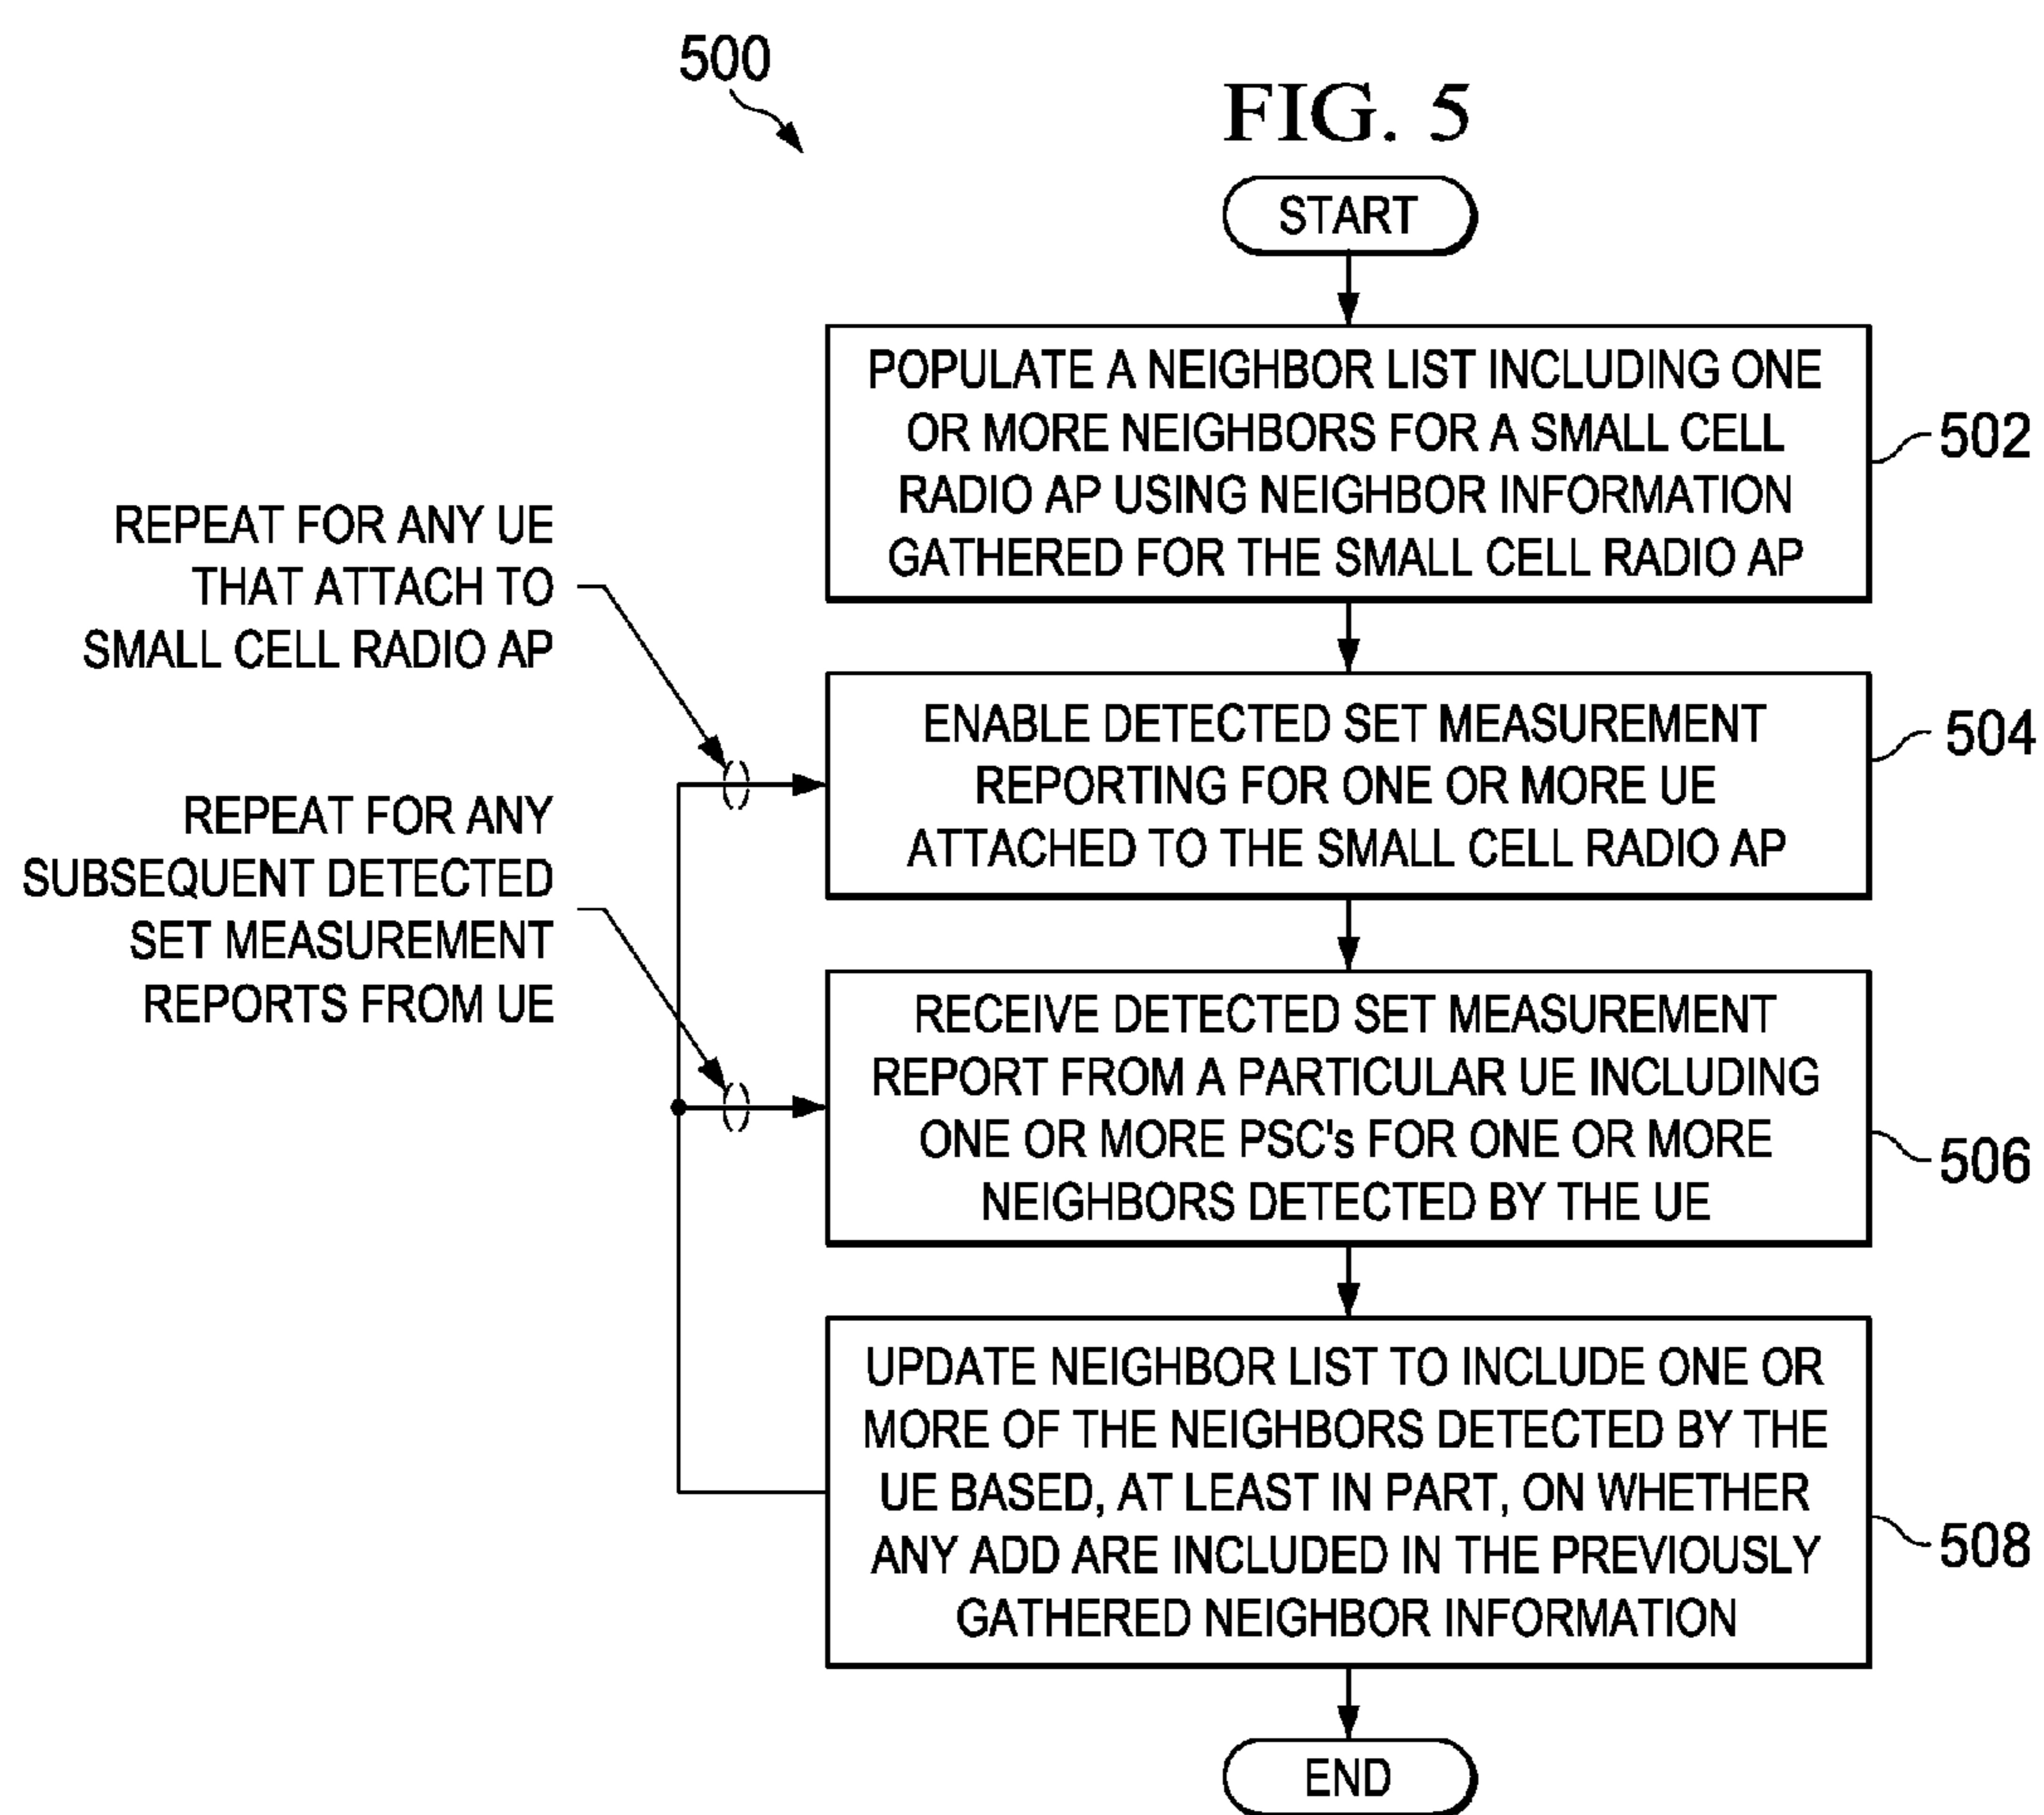 500
FIG. 5
START
POPULATE A NEIGHBOR LIST INCLUDING ONE
OR MORE NEIGHBORS FOR A SMALL CELL
RADIO AP USING NEIGHBOR INFORMATION
GATHERED FOR THE SMALL CELL RADIO AP
502
REPEAT FOR ANY UE
THAT ATTACH TO
SMALL CELL RADIO AP
ENABLE DETECTED SET MEASUREMENT
REPORTING FOR ONE OR MORE UE
ATTACHED TO THE SMALL CELL RADIO AP
504
REPEAT FOR ANY
SUBSEQUENT DETECTED
SET MEASUREMENT
REPORTS FROM UE
RECEIVE DETECTED SET MEASUREMENT
REPORT FROM A PARTICULAR UE INCLUDING
ONE OR MORE PSC's FOR ONE OR MORE
NEIGHBORS DETECTED BY THE UE
506
UPDATE NEIGHBOR LIST TO INCLUDE ONE OR
MORE OF THE NEIGHBORS DETECTED BY THE
UE BASED, AT LEAST IN PART, ON WHETHER
ANY ADD ARE INCLUDED IN THE PREVIOUSLY
GATHERED NEIGHBOR INFORMATION
508
END